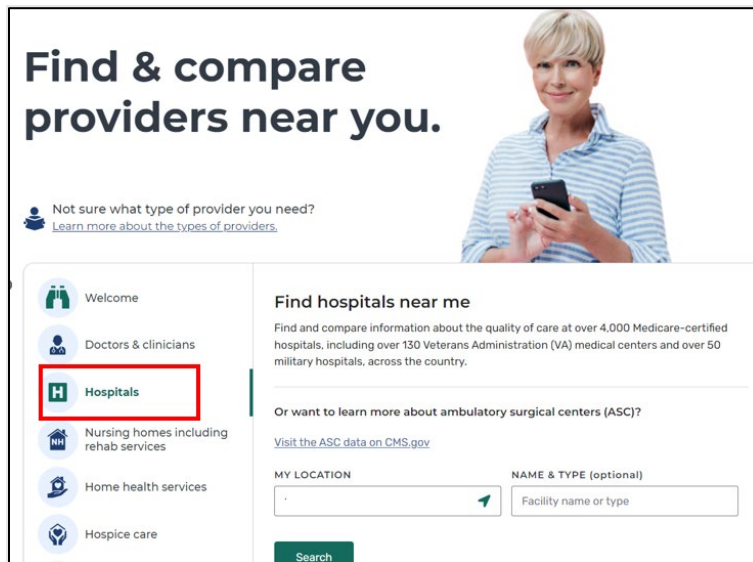 Find & compare
providers near you.
Not sure what type of provider you need?
Learn more about the types of providers.
Welcome
Doctors & clinicians
H
Hospitals
NH
Nursing homes including
rehab services
Home health services
Hospice care
Find hospitals near me
Find and compare information about the quality of care at over 4,000 Medicare-certified
hospitals, including over 130 Veterans Administration (VA) medical centers and over 50
military hospitals, across the country.
Or want to learn more about ambulatory surgical centers (ASC)?
Visit the ASC data on CMS.gov
MY LOCATION
NAME & TYPE (optional)
Facility name or type
Search